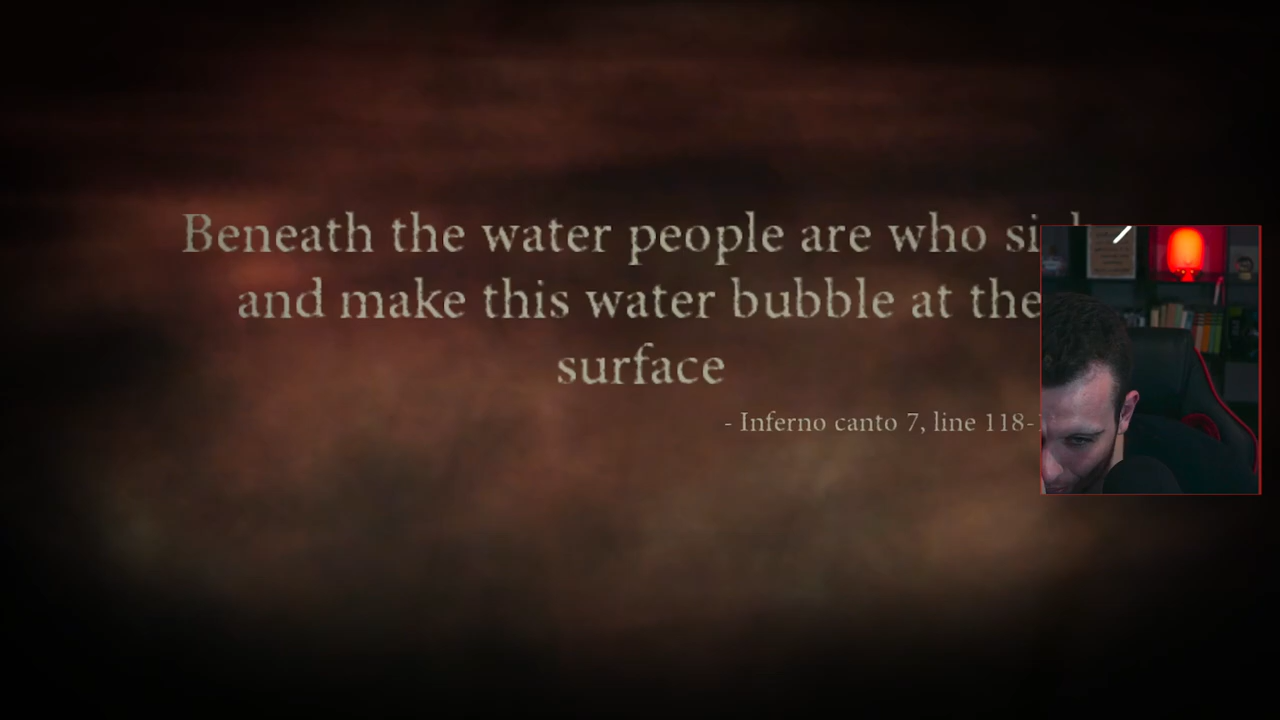 Beneath the water people are who
and make this water bubble at the
surface
- Inferno canto 7, line 118-